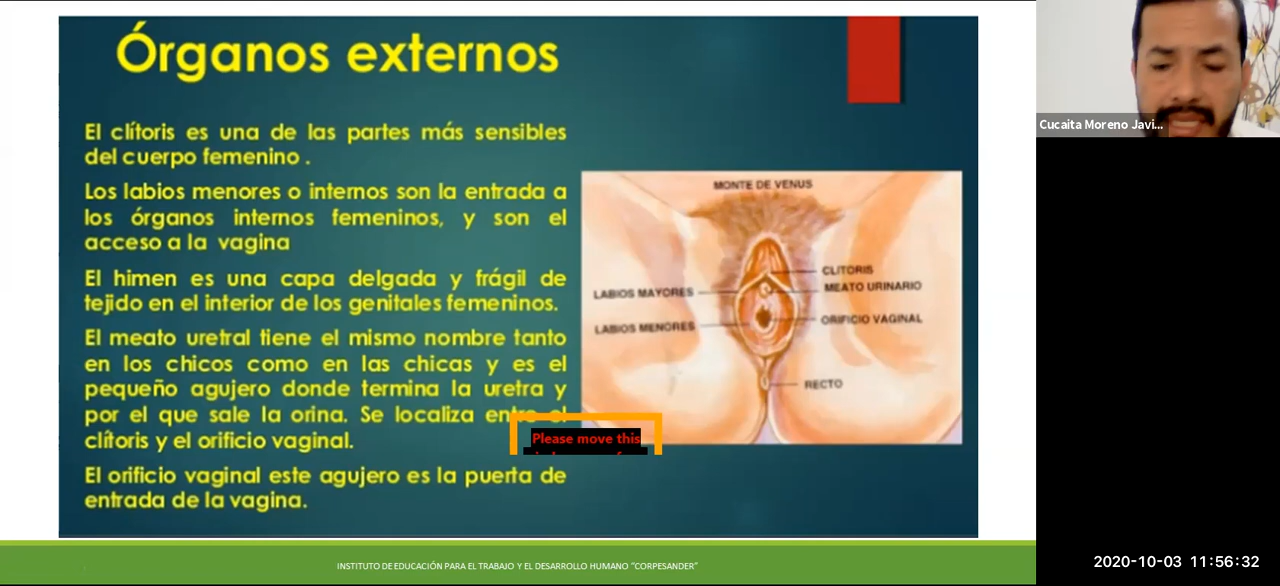 Órganos externos
El clítoris es una de las partes más sensibles
del cuerpo femenino .
Los labios menores o internos son la entrada a
los órganos internos femeninos, y son el
acceso a la vagina
El himen es una capa delgada y frágil de
tejido en el interior de los genitales femeninos.
El meato uretral tiene el mismo nombre tanto
en los chicos como en las chicas y es el
pequeño agujero donde termina la uretra y
por el que sale la orina. Se localiza entre el
clítoris y el orificio vaginal.
El orificio vaginal este agujero es la puerta de
entrada de la vagina.
MONTE DE VENUS
CLITORIS
LABIOS MAYORES
MEATO URINARIO
LABIOS MENORES
ORIFICIO VAGINAL
RECTO
Please move this
INSTITUTO DE EDUCACIÓN PARA EL TRABAJO Y EL DESARROLLO HUMANO "CORPESANDER"
Cucaita Moreno Javi...
2020-10-03 11:56:32